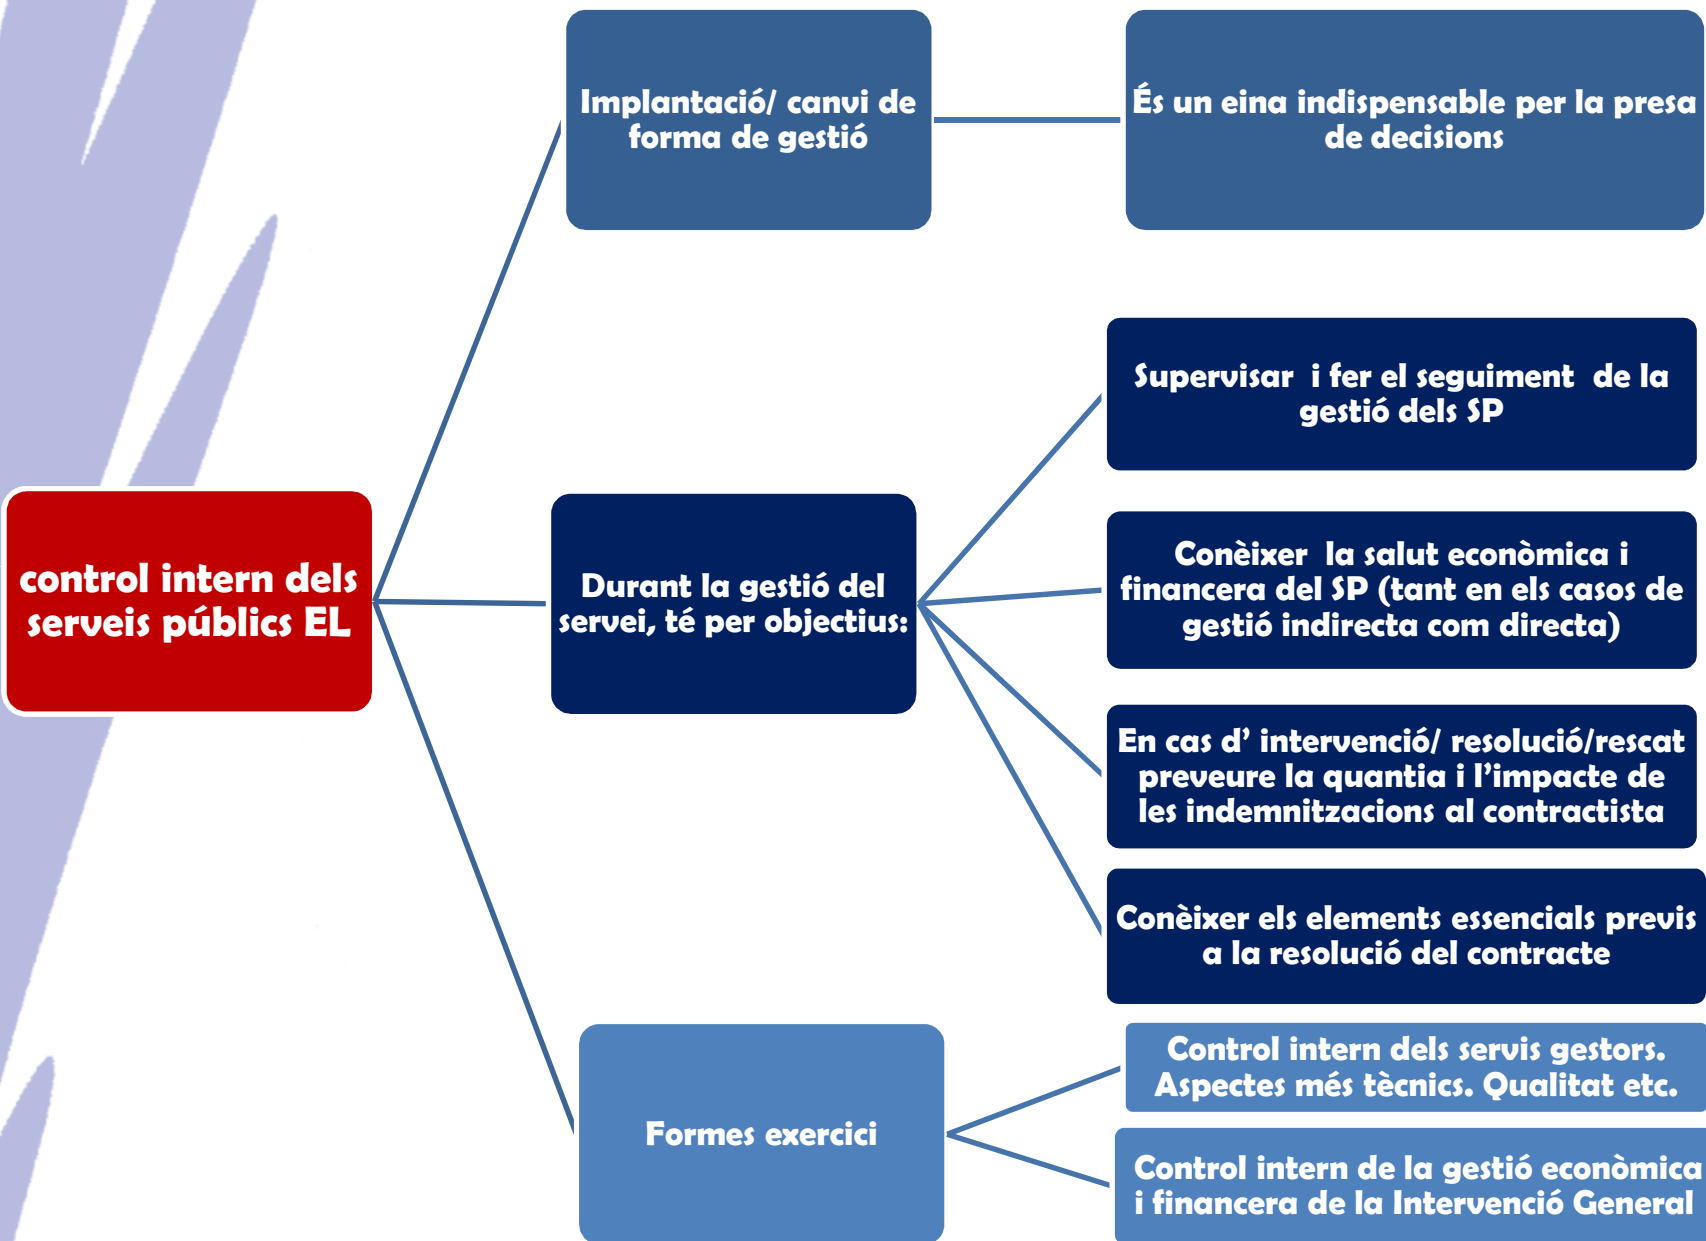 Implantació/ canvi de
forma de gestió
És un eina indispensable per la presa
de decisions
Supervisar i fer el seguiment de la
gestió dels SP
control intern dels
serveis públics EL
Durant la gestió del
servei, té per objectius:
Conèixer la salut econòmica i
financera del SP (tant en els casos de
gestió indirecta com directa)
En cas d’ intervenció/ resolució/rescat
preveure la quantia i l’impacte de
les indemnitzacions al contractista
Conèixer els elements essencials previs
a la resolució del contracte
Formes exercici
Control intern dels servis gestors.
Aspectes més tècnics. Qualitat etc.
Control intern de la gestió econòmica
i financera de la Intervenció General